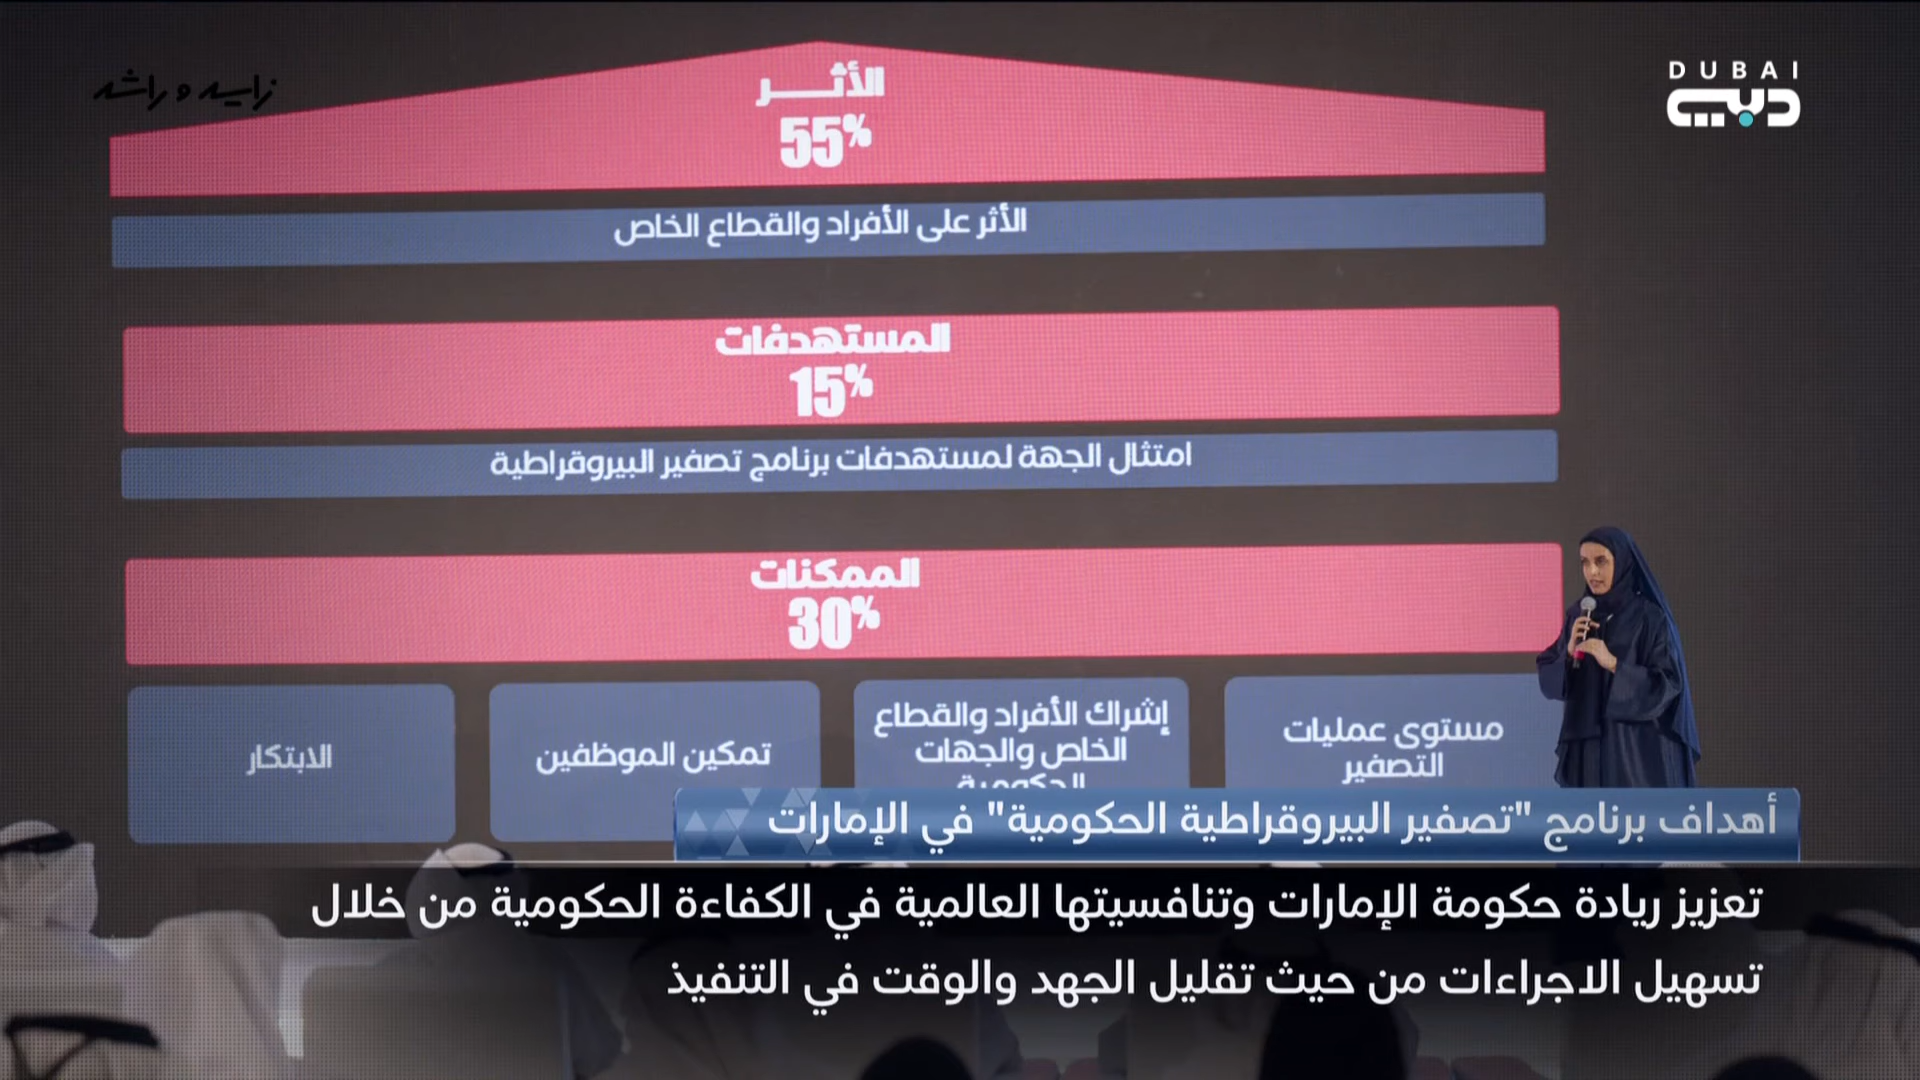 زايد و راشد
DUBAI
دبي
الأثر
55%
الأثر على الأفراد والقطاع الخاص
المستهدفات
15%
امتثال الجهة لمستهدفات برنامج تصفير البيروقراطية
الممكنات
30%
مستوى عمليات
التصفير
إشراك الأفراد والقطاع
الخاص والجهات
الحكومية
تمكين الموظفين
الابتكار
أهداف برنامج "تصفير البيروقراطية الحكومية" في الإمارات
تعزيز ريادة حكومة الإمارات وتنافسيتها العالمية في الكفاءة الحكومية من خلال
تسهيل الاجراءات من حيث تقليل الجهد والوقت في التنفيذ